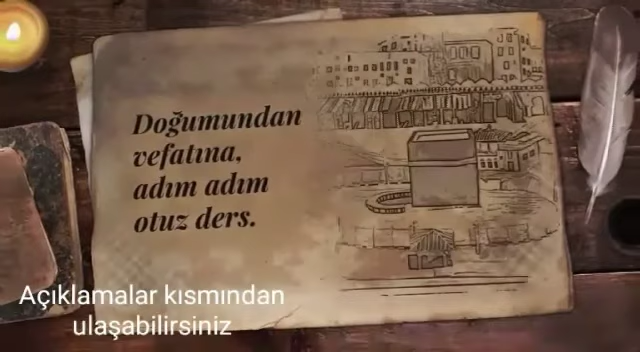 Doğumundan
vefatına,
adım adım
otuz ders.
Açıklamalar kısmından
ulaşabilirsiniz